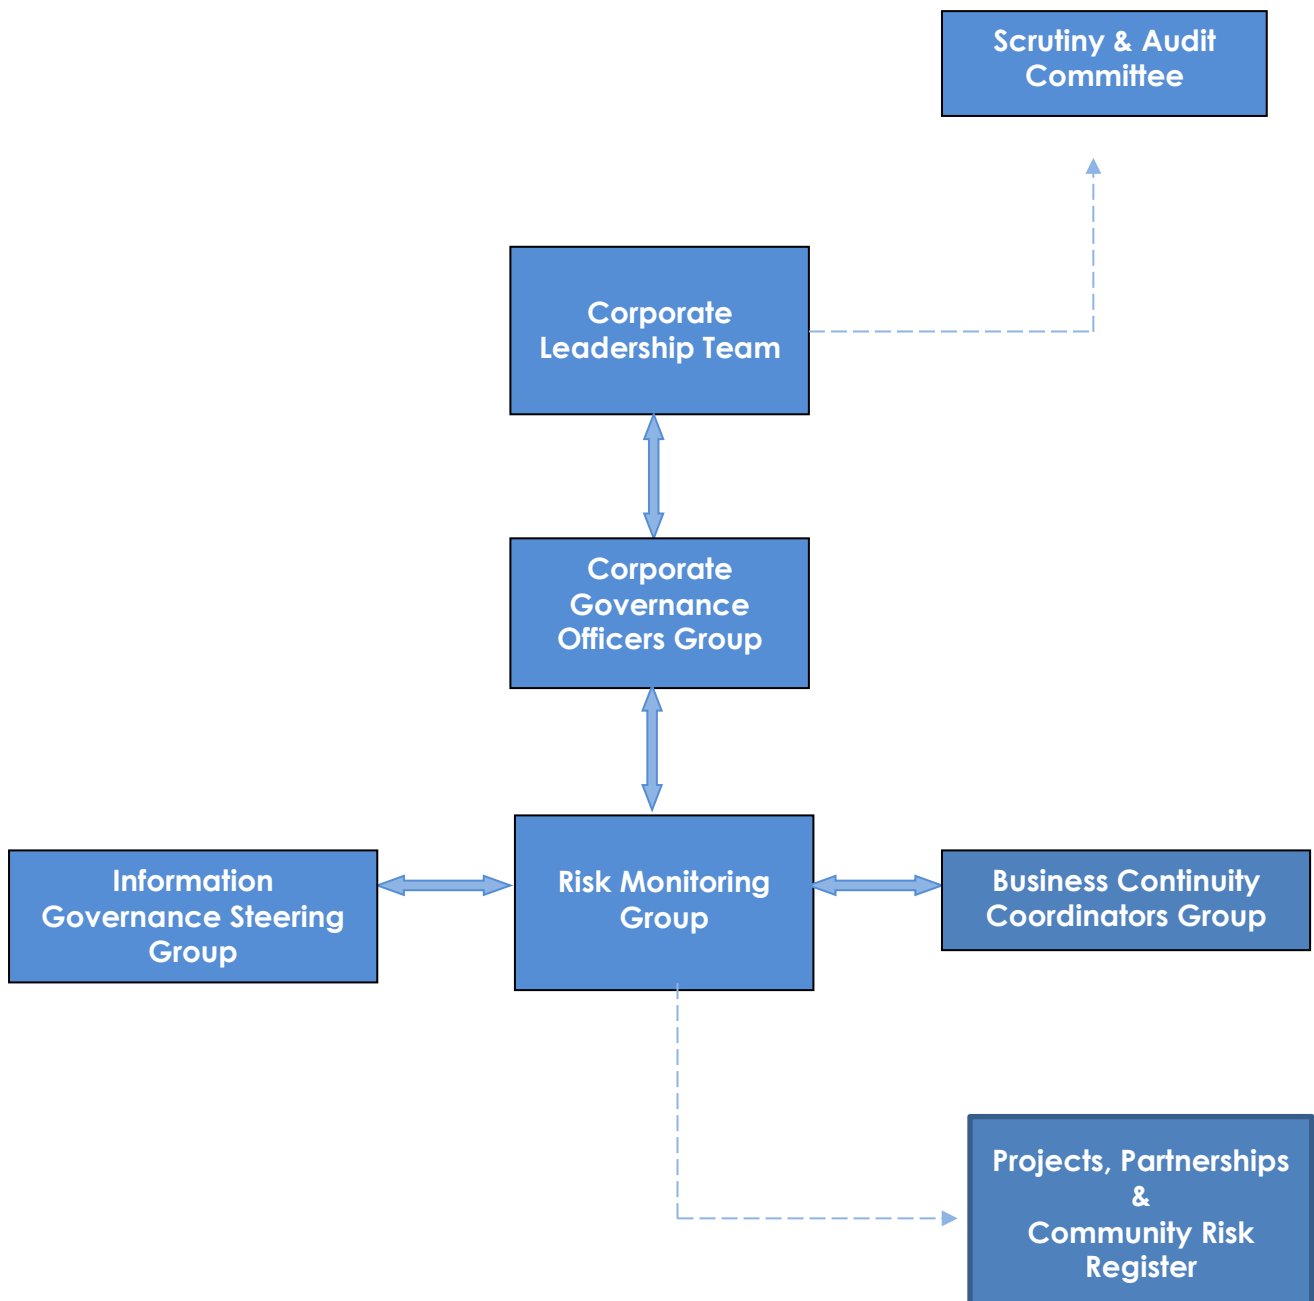 Scrutiny & Audit
Committee
Corporate
Leadership Team
Corporate
Governance
Officers Group
Information
Governance Steering
Group
Risk Monitoring
Group
Business Continuity
Coordinators Group
Projects, Partnerships
&
Community Risk
Register